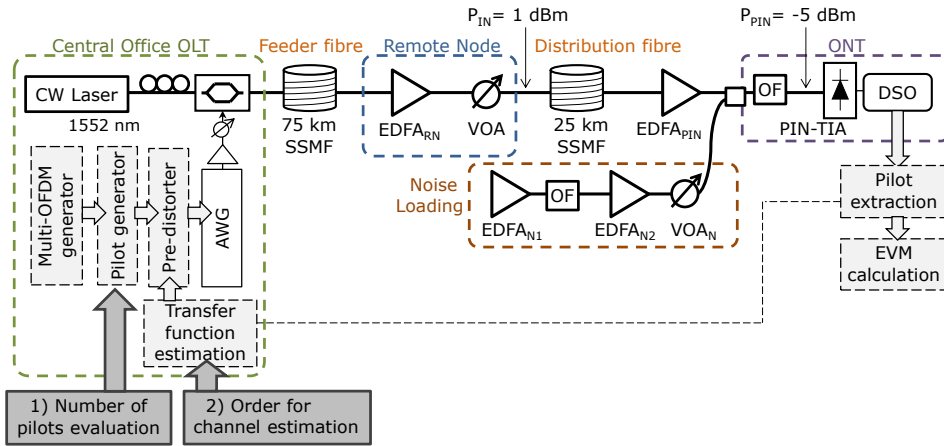 P_IN= 1 dBm
P_PIN= -5 dBm
Central Office OLT
Feeder fibre
Remote Node
Distribution fibre
ONT
CW Laser
1552 nm
75 km
SSMF
EDFA_RN
VOA
25 km
SSMF
EDFA_PIN
OF
PIN-TIA
DSO
Multi-OFDM
generator
Pilot generator
Pre-distorter
AWG
Noise
Loading
EDFA_N1
OF
EDFA_N2
VOA_N
Pilot
extraction
EVM
calculation
Transfer
function
estimation
1) Number of
pilots evaluation
2) Order for
channel estimation